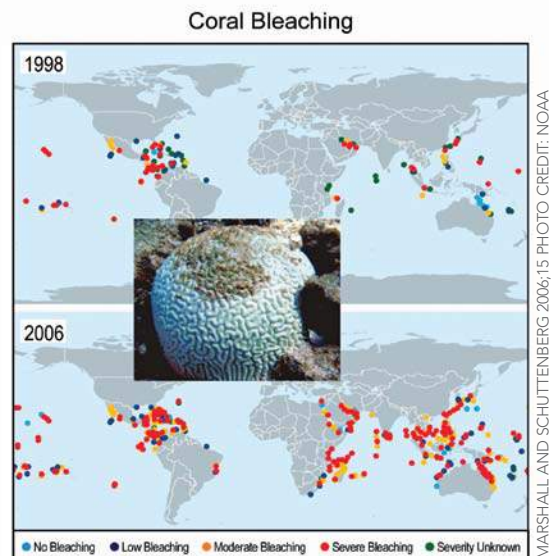 Coral Bleaching
1998
2006
No Bleaching Low Bleaching Moderate Bleaching Severe Bleaching Severity Unknown
MARSHALL AND SCHUTTENBERG 2006;15 PHOTO CREDIT: NOAA